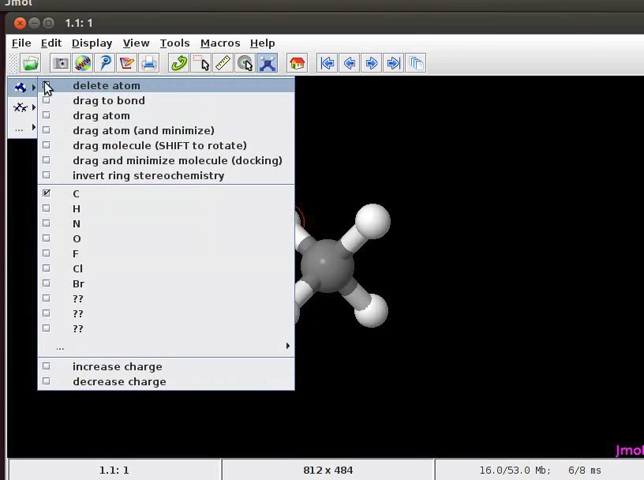 Jmol
1.1: 1
File Edit Display View Tools Macros Help
delete atom
drag to bond
drag atom
drag atom (and minimize)
drag molecule (SHIFT to rotate)
drag and minimize molecule (docking)
invert ring stereochemistry
C
H
N
O
F
Cl
Br
??
??
??
...
...
increase charge
decrease charge
Jmol
1.1: 1 812 x 484 16.0/53.0 Mb; 6/8 ms